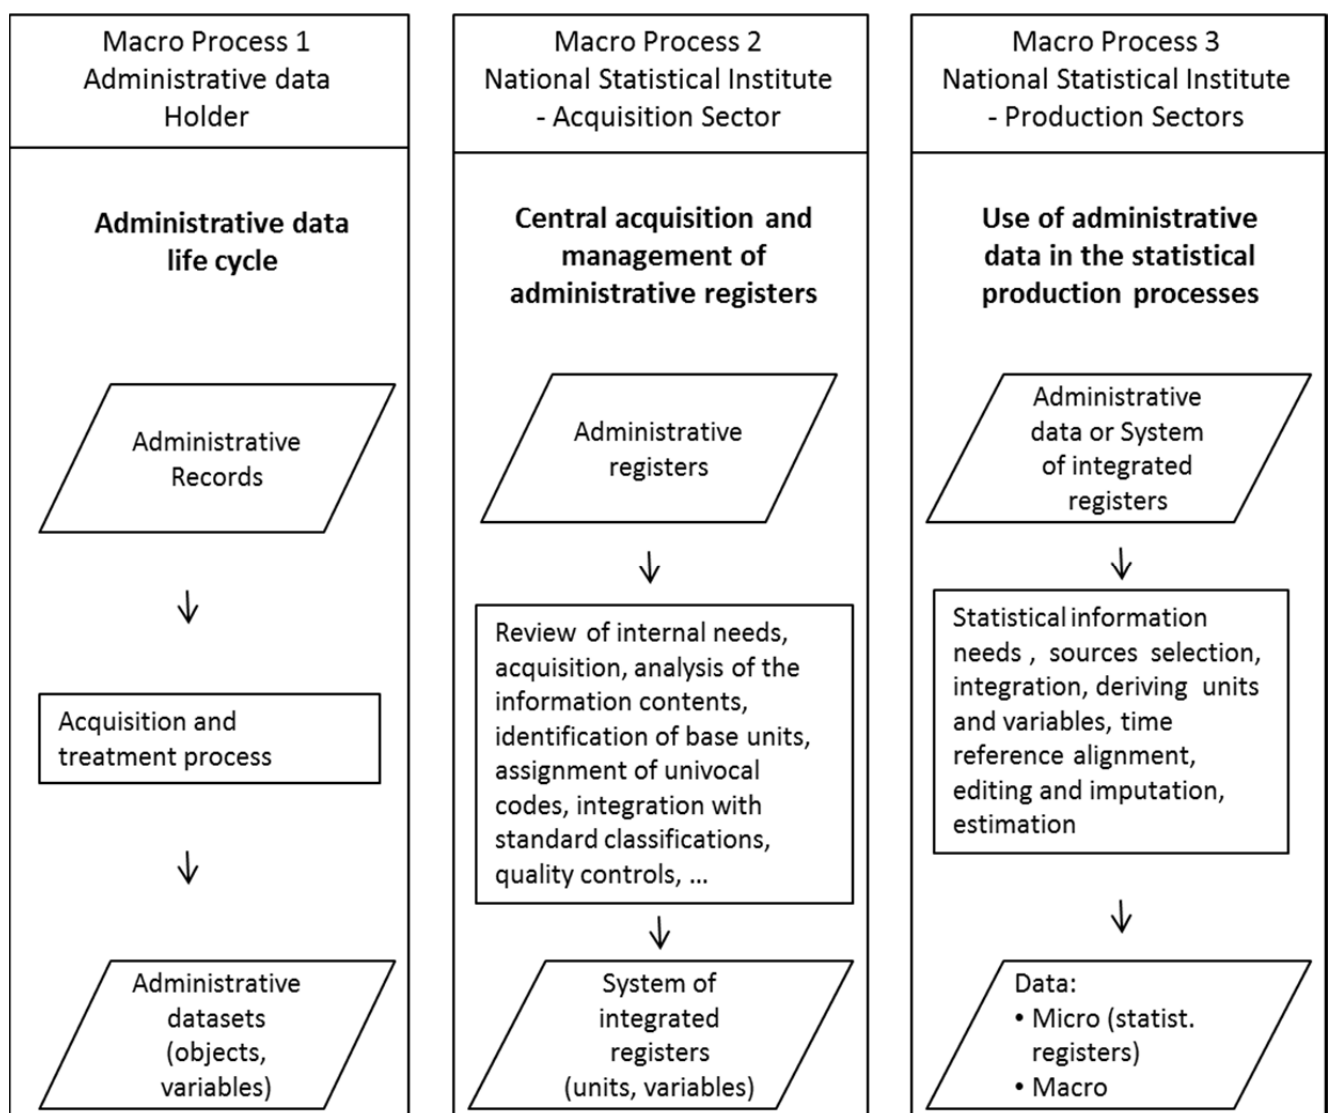 Macro Process 1
Administrative data
Holder
Administrative data
life cycle
Administrative
Records
Acquisition and
treatment process
Administrative
datasets
(objects,
variables)
Macro Process 2
National Statistical Institute
- Acquisition Sector
Central acquisition and
management of
administrative registers
Administrative
registers
Review of internal needs,
acquisition, analysis of the
information contents,
identification of base units,
assignment of univocal
codes, integration with
standard classifications,
quality controls, ...
System of
integrated
registers
(units, variables)
Macro Process 3
National Statistical Institute
- Production Sectors
Use of administrative
data in the statistical
production processes
Administrative
data or System
of integrated
registers
Statistical information
needs , sources selection,
integration, deriving units
and variables, time
reference alignment,
editing and imputation,
estimation
Data:
• Micro (statist.
registers)
• Macro